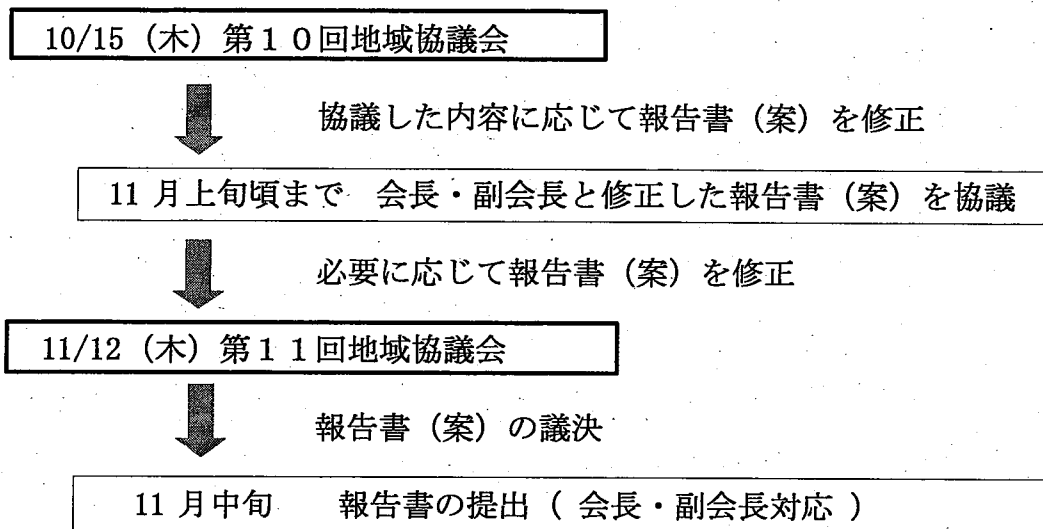 10/15（木）第１０回地域協議会
協議した内容に応じて報告書（案）を修正
11 月上旬頃まで　会長・副会長と修正した報告書（案）を協議
必要に応じて報告書（案）を修正
11/12（木）第１１回地域協議会
報告書（案）の議決
11 月中旬　　報告書の提出（ 会長・副会長対応 ）